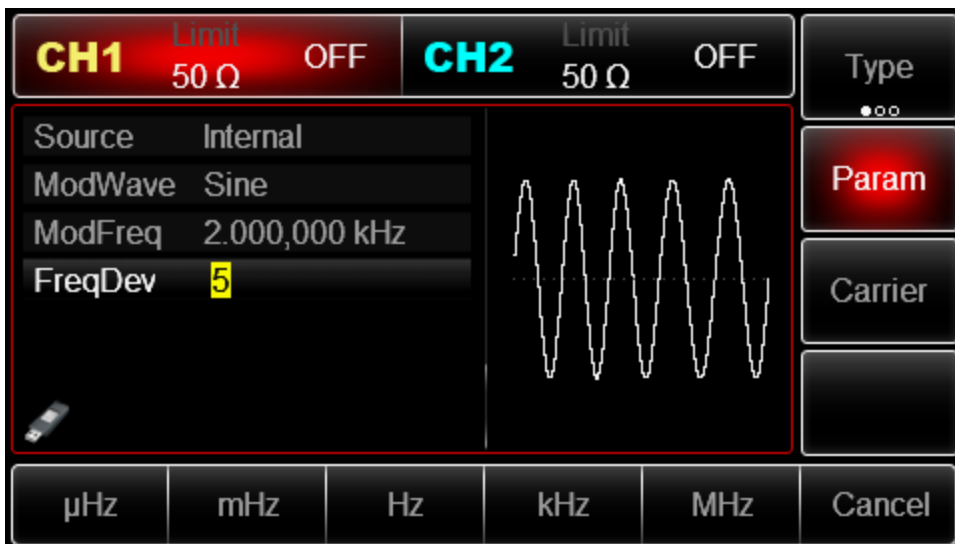 CH1 Limit 50 Ω OFF CH2 Limit 50 Ω OFF
Type
Source Internal
ModWave Sine
ModFreq 2.000,000 kHz
FreqDev 5
Param
Carrier
µHz mHz Hz kHz MHz Cancel